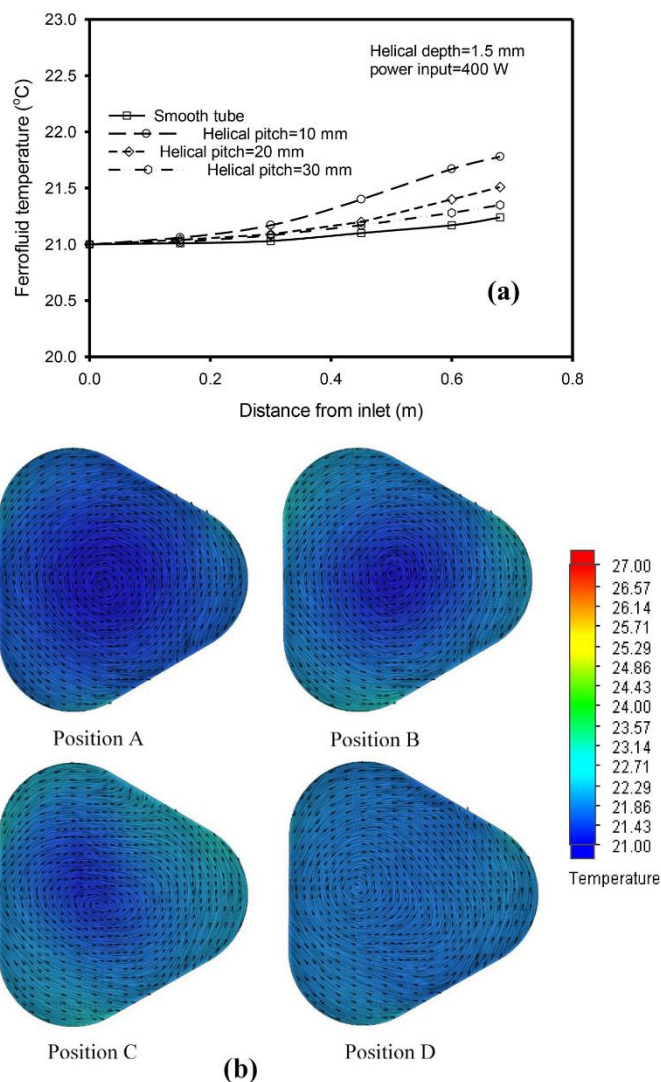 23.0
22.0
21.5
21.0
20.5
20.0
0.0 0.2 0.4 0.6 0.8
Ferrofluid temperature (°C)
Distance from inlet (m)
Helical depth=1.5 mm
power input=400 W
Smooth tube
Helical pitch=10 mm
Helical pitch=20 mm
Helical pitch=30 mm
(a)
Position A
Position B
Position C
Position D
27.00
26.57
26.14
25.71
25.29
24.86
24.43
24.00
23.57
23.14
22.71
22.29
21.86
21.43
21.00
Temperature
(b)